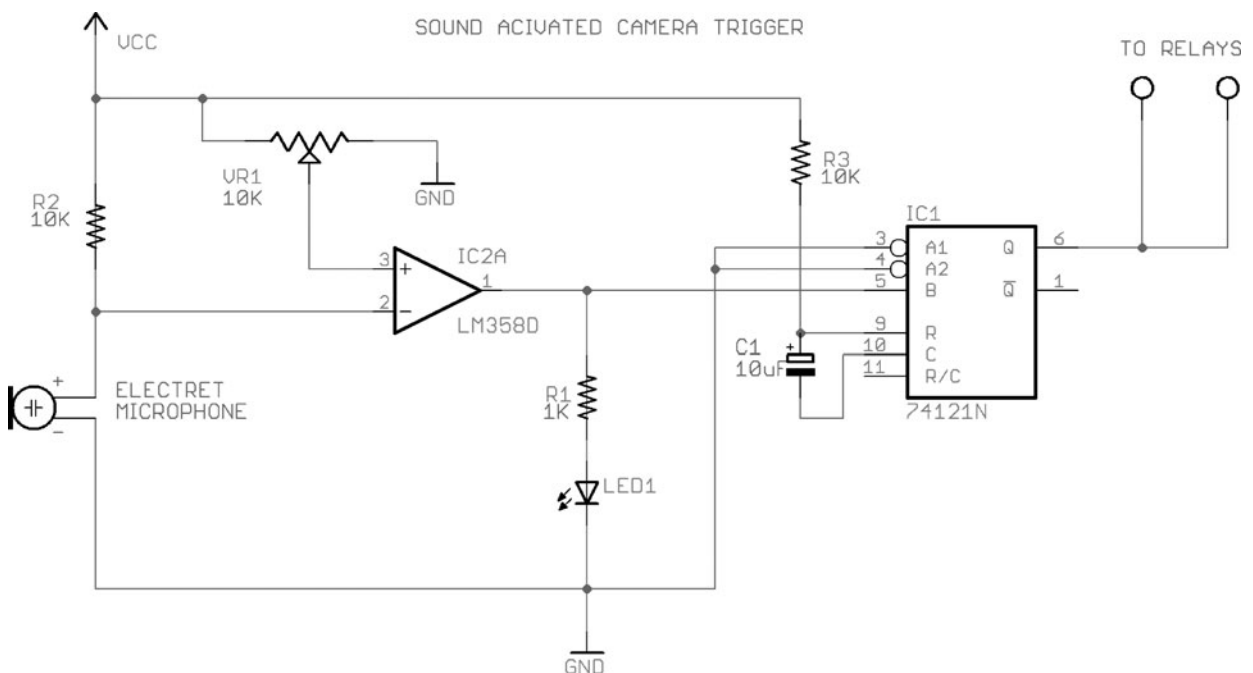 SOUND ACIVATED CAMERA TRIGGER
VCC
TO RELAYS
R3
10K
VR1
10K
GND
R2
10K
IC1
3
A1
Q
6
4
A2
5
B
Q
1
9
R
10
C
11
R/C
74121N
IC2A
3
+
1
2
−
LM358D
C1
+
10uF
+
ELECTRET
MICROPHONE
−
R1
1K
LED1
GND